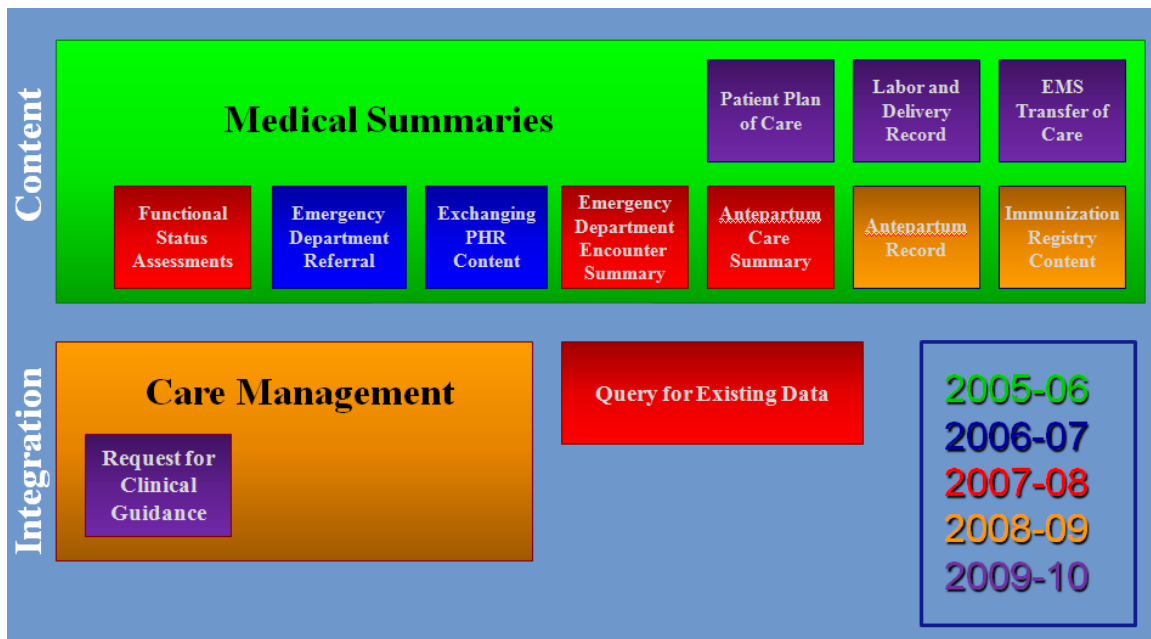 Content
Medical Summaries
Patient Plan
of Care
Labor and
Delivery
Record
EMS
Transfer of
Care
Functional
Status
Assessments
Emergency
Department
Referral
Exchanging
PHR
Content
Emergency
Department
Encounter
Summary
Antepartum
Care
Summary
Antepartum
Record
Immunization
Registry
Content
Integration
Care Management
Request for
Clinical
Guidance
Query for Existing Data
2005-06
2006-07
2007-08
2008-09
2009-10